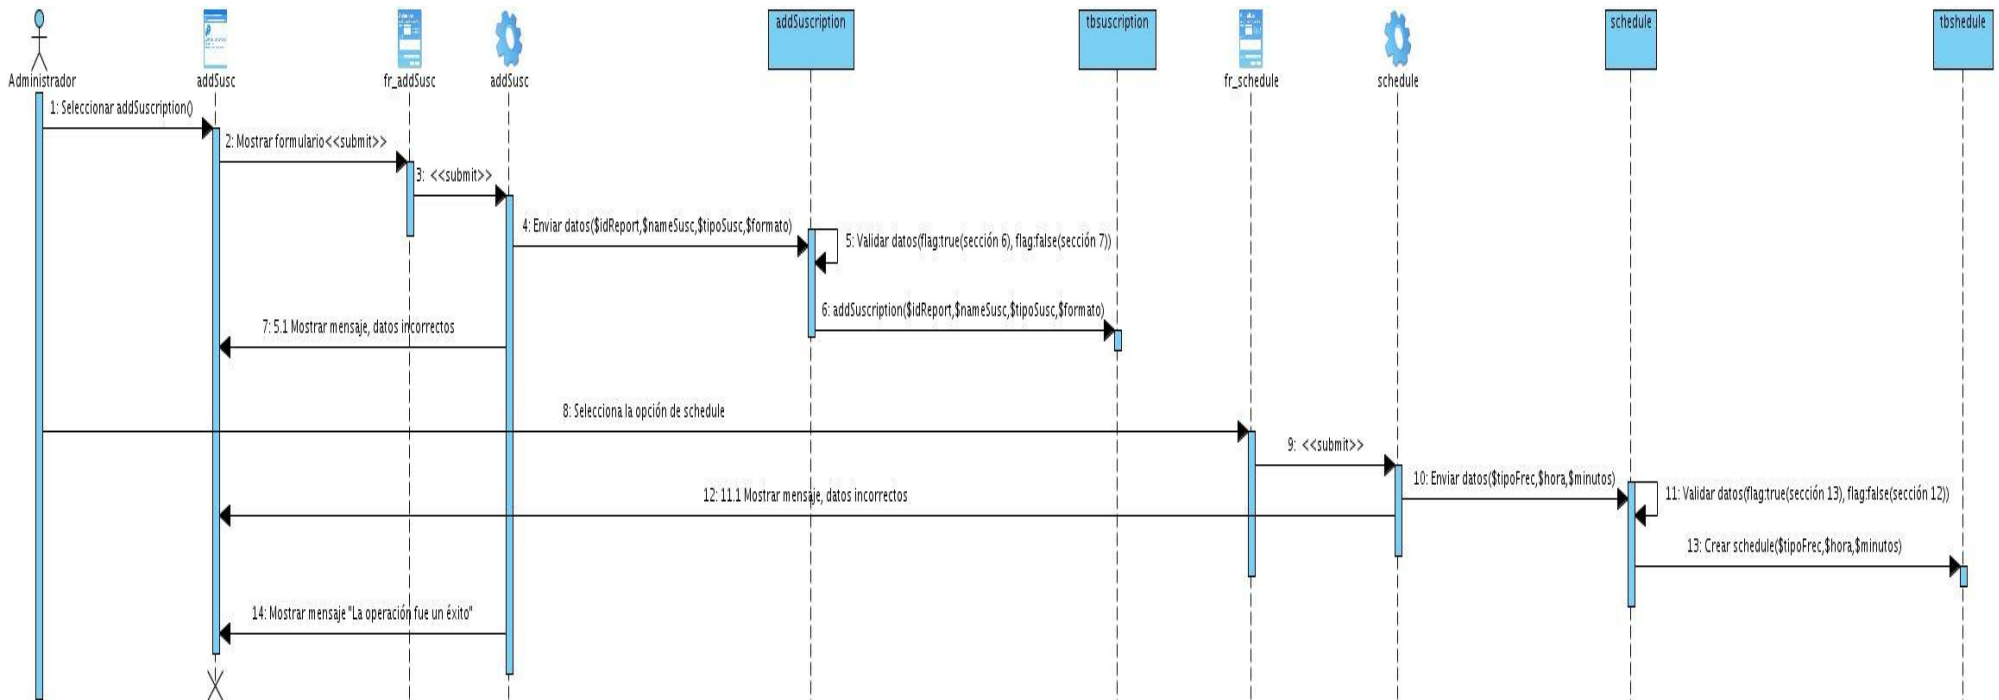 addSuscription
tbsuscription
schedule
tbshedule
Administrador
addSusc
fr_addSusc
addSusc
fr_schedule
schedule
1: Seleccionar addSuscription()
2: Mostrar formulario<<submit>>
3: <<submit>>
4: Enviar datos($idReport,$nameSusc,$tipoSusc,$formato)
5: Validar datos(flag:true(sección 6), flag:false(sección 7))
6: addSuscription($idReport,$nameSusc,$tipoSusc,$formato)
7: 5.1 Mostrar mensaje, datos incorrectos
8: Selecciona la opción de schedule
9: <<submit>>
10: Enviar datos($tipoFrec,$hora,$minutos)
11: Validar datos(flag:true(sección 13), flag:false(sección 12))
12: 11.1 Mostrar mensaje, datos incorrectos
13: Crear schedule($tipoFrec,$hora,$minutos)
14: Mostrar mensaje "La operación fue un éxito"